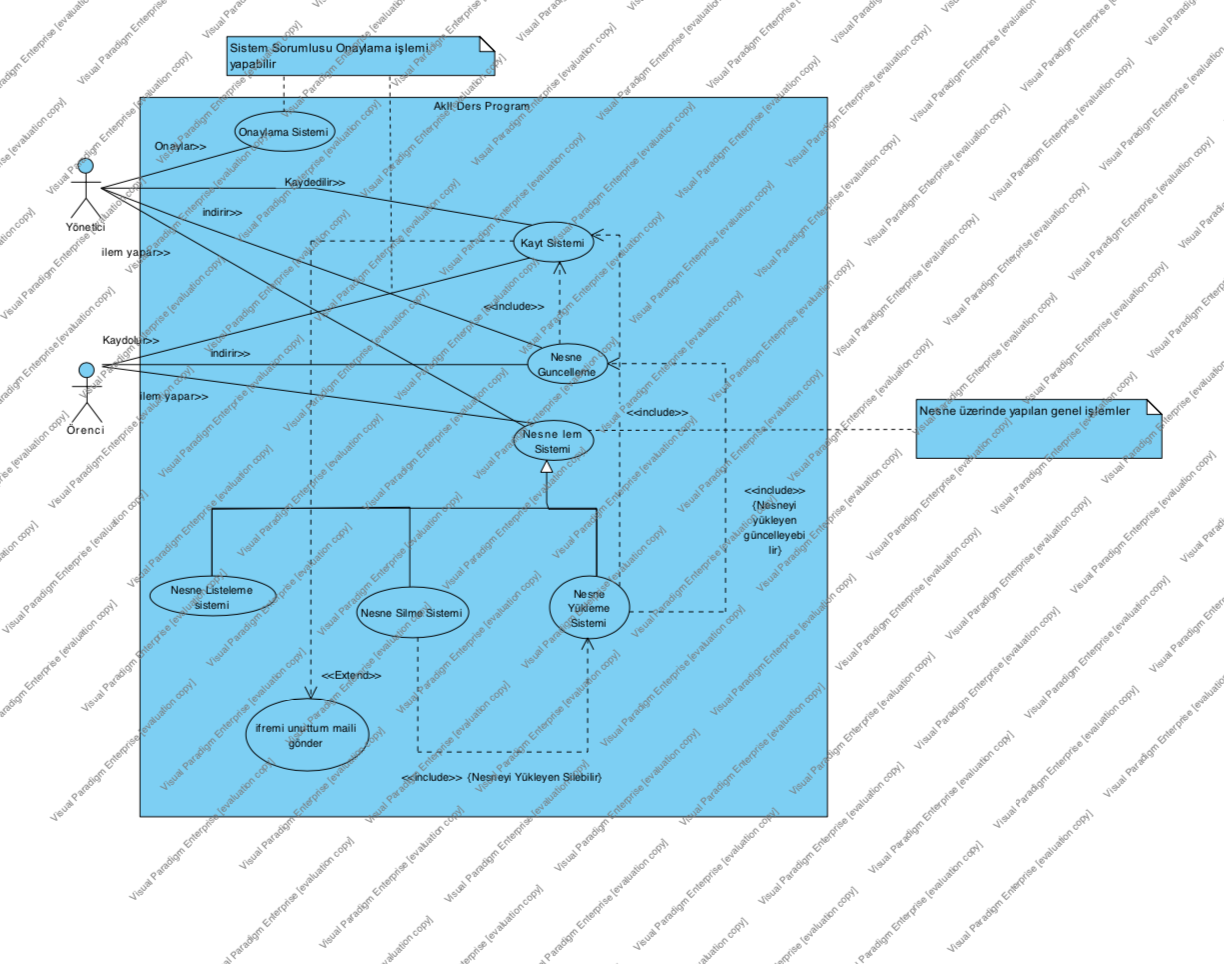 Sistem Sorumlusu Onaylama işlemi
yapabilir
Akll Ders Program
Onaylama Sistemi
Onaylar>>
Kaydedilir>>
indirir>>
Yönetici
ilem yapar>>
Kayt Sistemi
<<include>>
Kaydolur>>
indirir>>
Nesne
Guncelleme
Örenci
ilem yapar>>
<<include>>
Nesne üzerinde yapılan genel işlemler
Nesne lem
Sistemi
<<include>>
{Nesneyi
yükleyen
güncelleyebi
lir}
Nesne Listeleme
sistemi
Nesne Silme Sistemi
Nesne
Yükleme
Sistemi
<<Extend>>
ifremi unuttum maili
gönder
<<include>> {Nesneyi Yükleyen Silebilir}
Visual Paradigm Enterprise [evaluation copy]